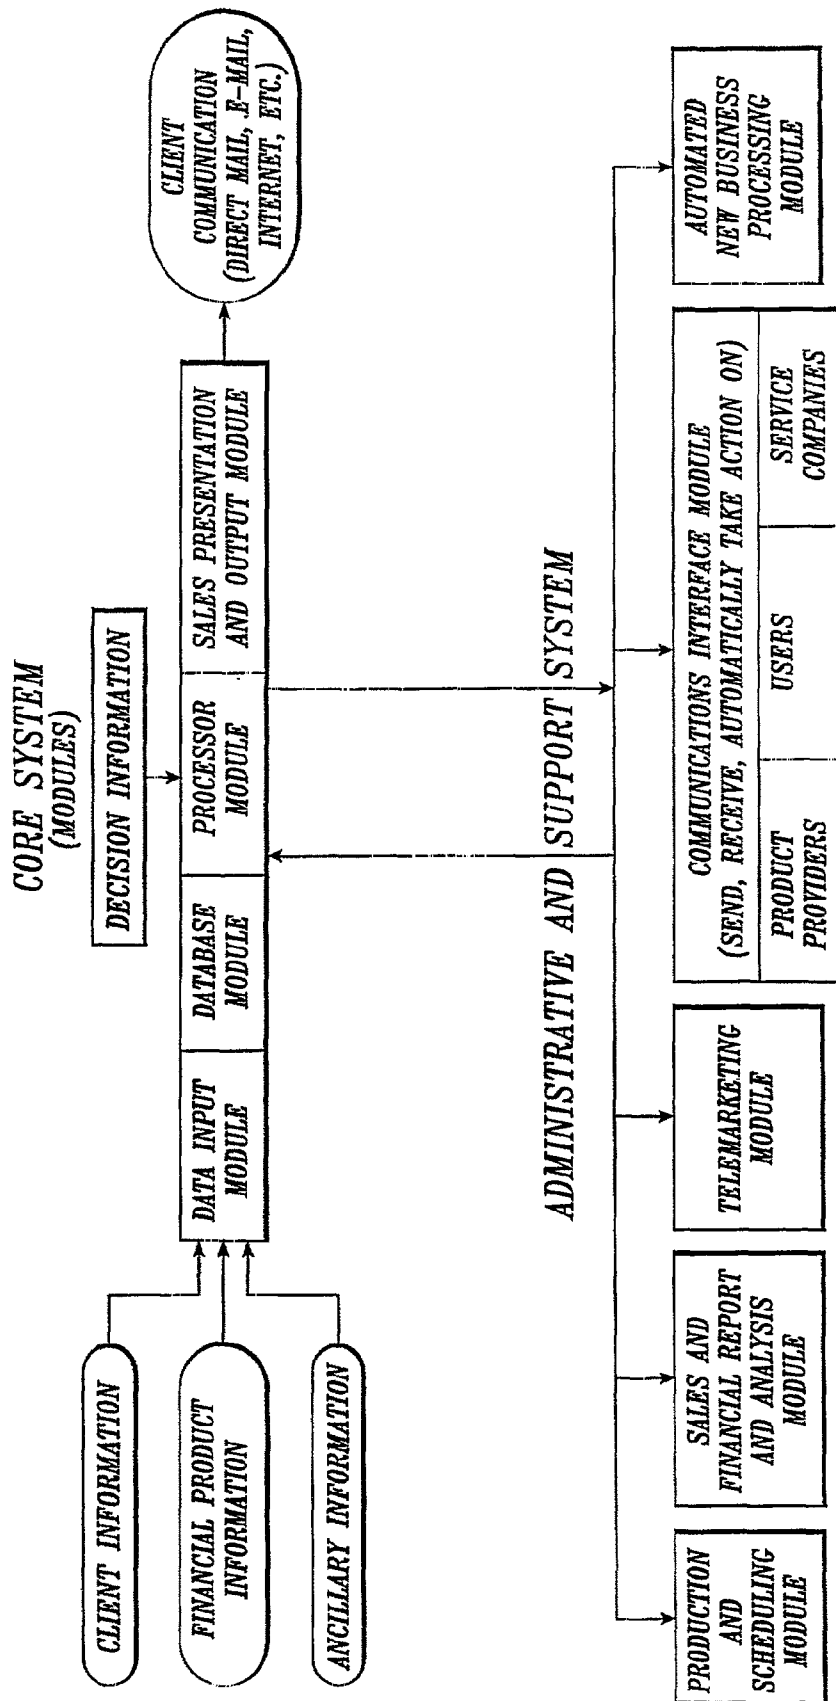 CORE SYSTEM
(MODULES)
DECISION INFORMATION
CLIENT INFORMATION
FINANCIAL PRODUCT
INFORMATION
ANCILLARY INFORMATION
DATA INPUT
MODULE
DATABASE
MODULE
PROCESSOR
MODULE
SALES PRESENTATION
AND OUTPUT MODULE
CLIENT
COMMUNICATION
(DIRECT MAIL, E-MAIL,
INTERNET, ETC.)
ADMINISTRATIVE AND SUPPORT SYSTEM
PRODUCTION
AND
SCHEDULING
MODULE
SALES AND
FINANCIAL REPORT
AND ANALYSIS
MODULE
TELEMARKETING
MODULE
COMMUNICATIONS INTERFACE MODULE
(SEND, RECEIVE, AUTOMATICALLY TAKE ACTION ON)
PRODUCT
PROVIDERS
USERS
SERVICE
COMPANIES
AUTOMATED
NEW BUSINESS
PROCESSING
MODULE